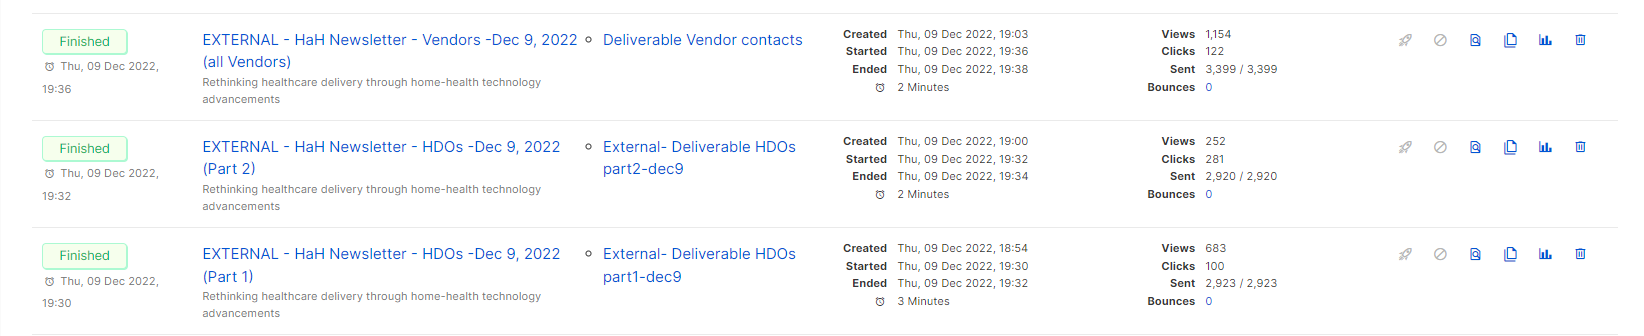 Finished
Thu, 09 Dec 2022,
19:36
EXTERNAL - HaH Newsletter - Vendors -Dec 9, 2022
(all Vendors)
Rethinking healthcare delivery through home-health technology
advancements
Deliverable Vendor contacts
Created Thu, 09 Dec 2022, 19:03
Started Thu, 09 Dec 2022, 19:36
Ended Thu, 09 Dec 2022, 19:38
2 Minutes
Views 1,154
Clicks 122
Sent 3,399 / 3,399
Bounces 0
Finished
Thu, 09 Dec 2022,
19:32
EXTERNAL - HaH Newsletter - HDOs -Dec 9, 2022
(Part 2)
Rethinking healthcare delivery through home-health technology
advancements
External- Deliverable HDOs
part2-dec9
Created Thu, 09 Dec 2022, 19:00
Started Thu, 09 Dec 2022, 19:32
Ended Thu, 09 Dec 2022, 19:34
2 Minutes
Views 252
Clicks 281
Sent 2,920 / 2,920
Bounces 0
Finished
Thu, 09 Dec 2022,
19:30
EXTERNAL - HaH Newsletter - HDOs -Dec 9, 2022
(Part 1)
Rethinking healthcare delivery through home-health technology
advancements
External- Deliverable HDOs
part1-dec9
Created Thu, 09 Dec 2022, 18:54
Started Thu, 09 Dec 2022, 19:30
Ended Thu, 09 Dec 2022, 19:32
3 Minutes
Views 683
Clicks 100
Sent 2,923 / 2,923
Bounces 0